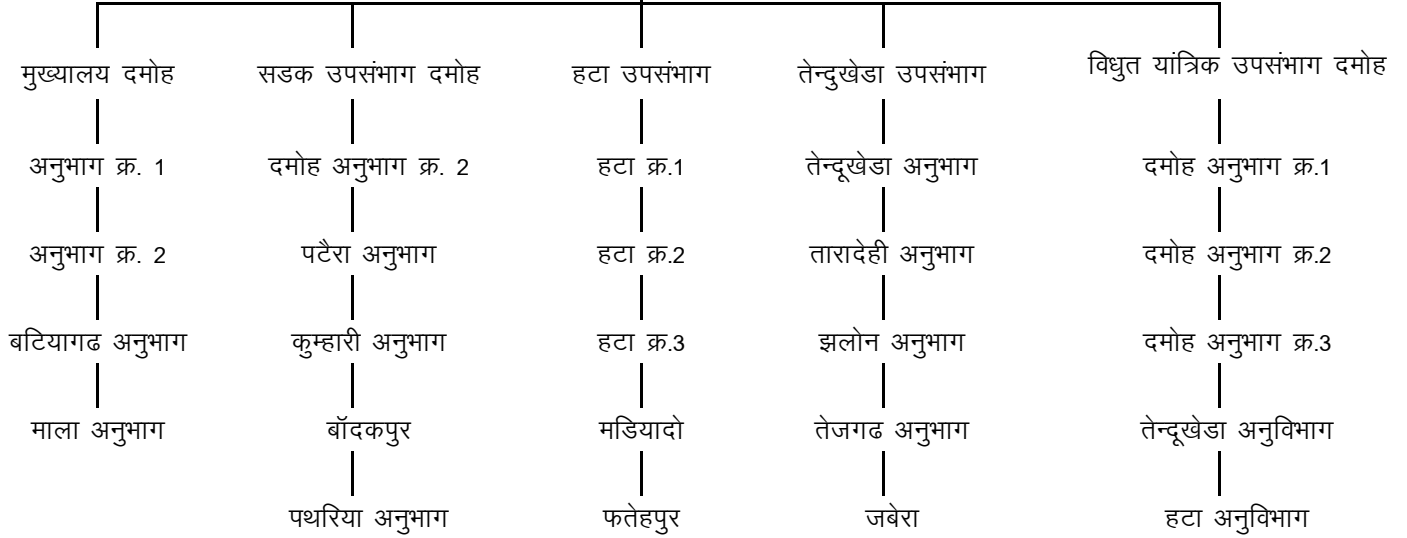 मुख्यालय दमोह
सडक उपसंभाग दमोह
हटा उपसंभाग
तेन्दुखेडा उपसंभाग
विधुत यांत्रिक उपसंभाग दमोह
अनुभाग क्र. 1
दमोह अनुभाग क्र. 2
हटा क्र.1
तेन्दूखेडा अनुभाग
दमोह अनुभाग क्र.1
अनुभाग क्र. 2
पटैरा अनुभाग
हटा क्र.2
तारादेही अनुभाग
दमोह अनुभाग क्र.2
बटियागढ अनुभाग
कुम्हारी अनुभाग
हटा क्र.3
झलोन अनुभाग
दमोह अनुभाग क्र.3
माला अनुभाग
बॉदकपुर
मडियादो
तेजगढ अनुभाग
तेन्दूखेडा अनुविभाग
पथरिया अनुभाग
फतेहपुर
जबेरा
हटा अनुविभाग